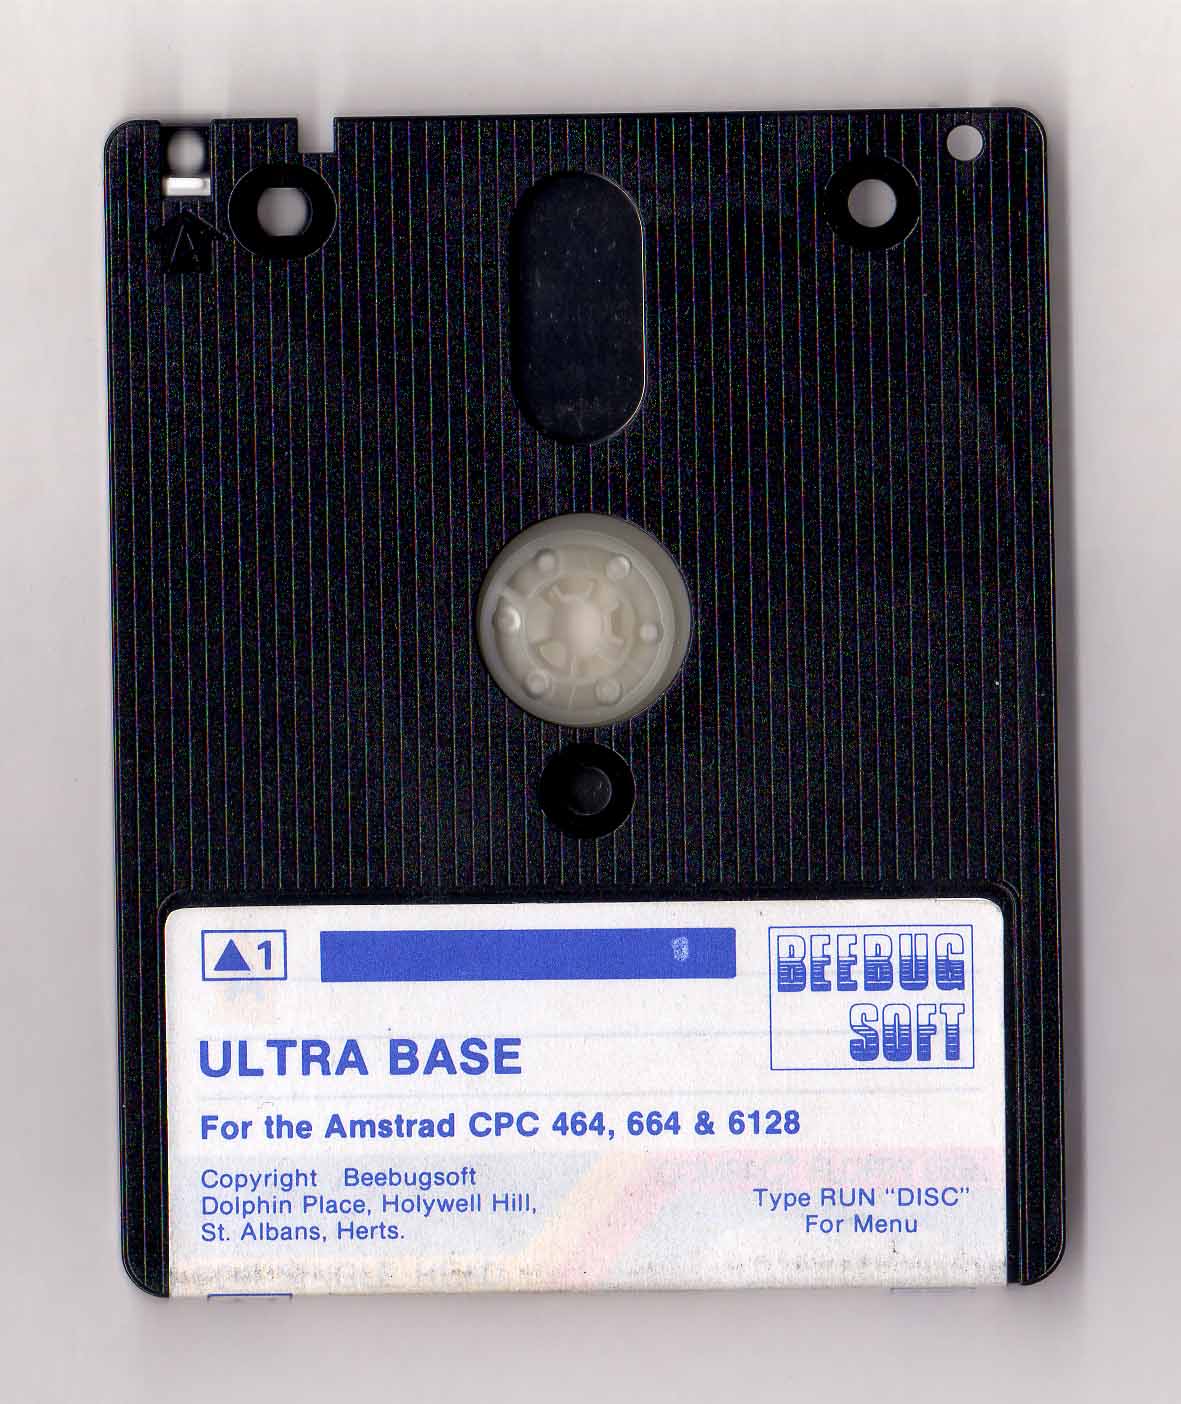 A
1
BEEBUG
SOFT
ULTRA BASE
For the Amstrad CPC 464, 664 & 6128
Copyright Beebugsoft
Dolphin Place, Holywell Hill,
St. Albans, Herts.
Type RUN "DISC"
For Menu